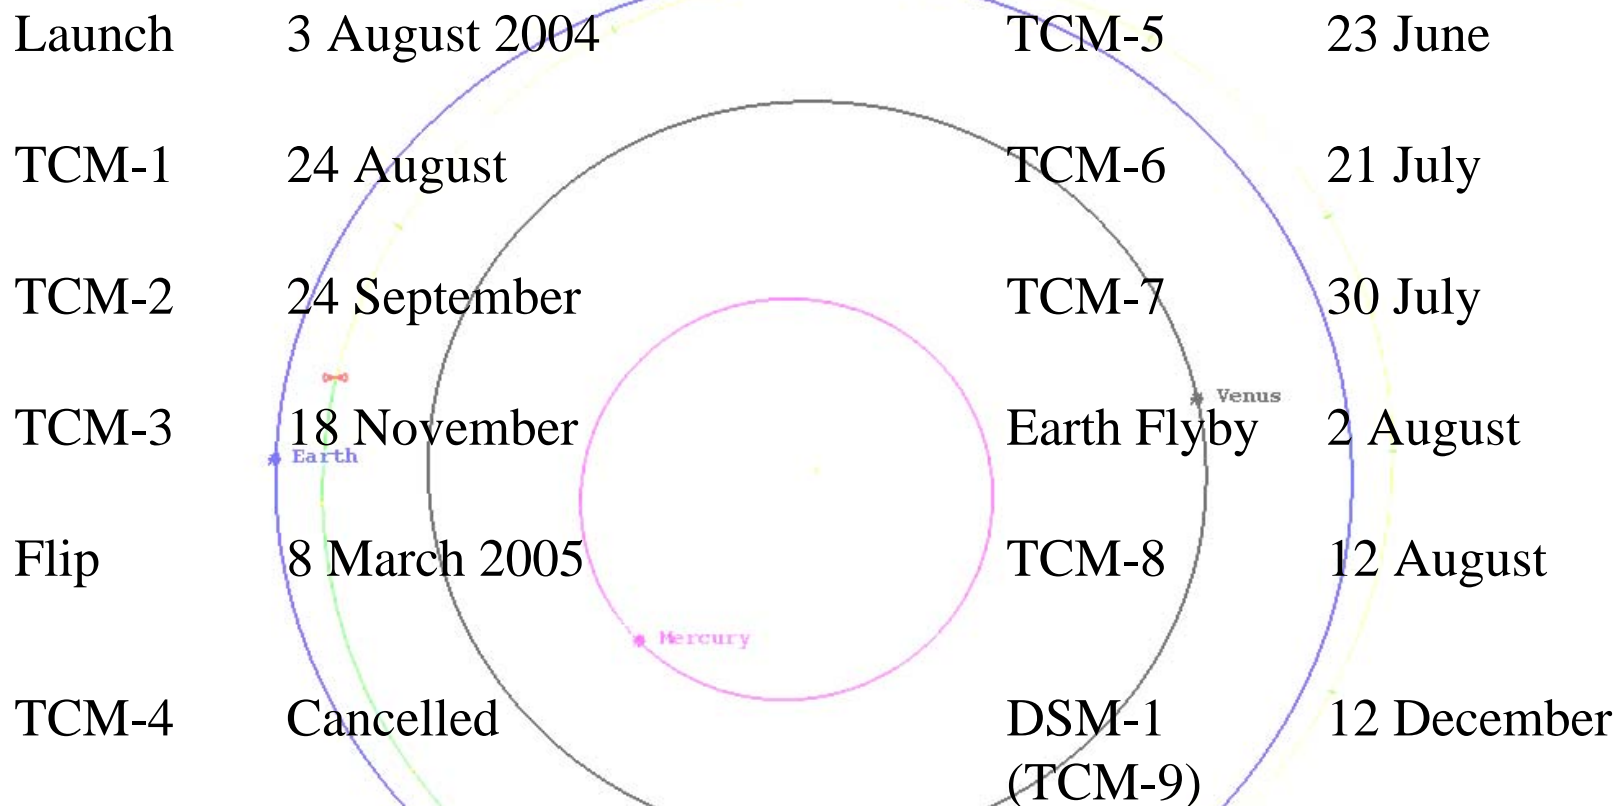 Launch 3 August 2004
TCM-1 24 August
TCM-2 24 September
TCM-3 18 November
Flip 8 March 2005
TCM-4 Cancelled
TCM-5 23 June
TCM-6 21 July
TCM-7 30 July
Earth Flyby 2 August
TCM-8 12 August
DSM-1 12 December
(TCM-9)
Earth
Venus
Mercury